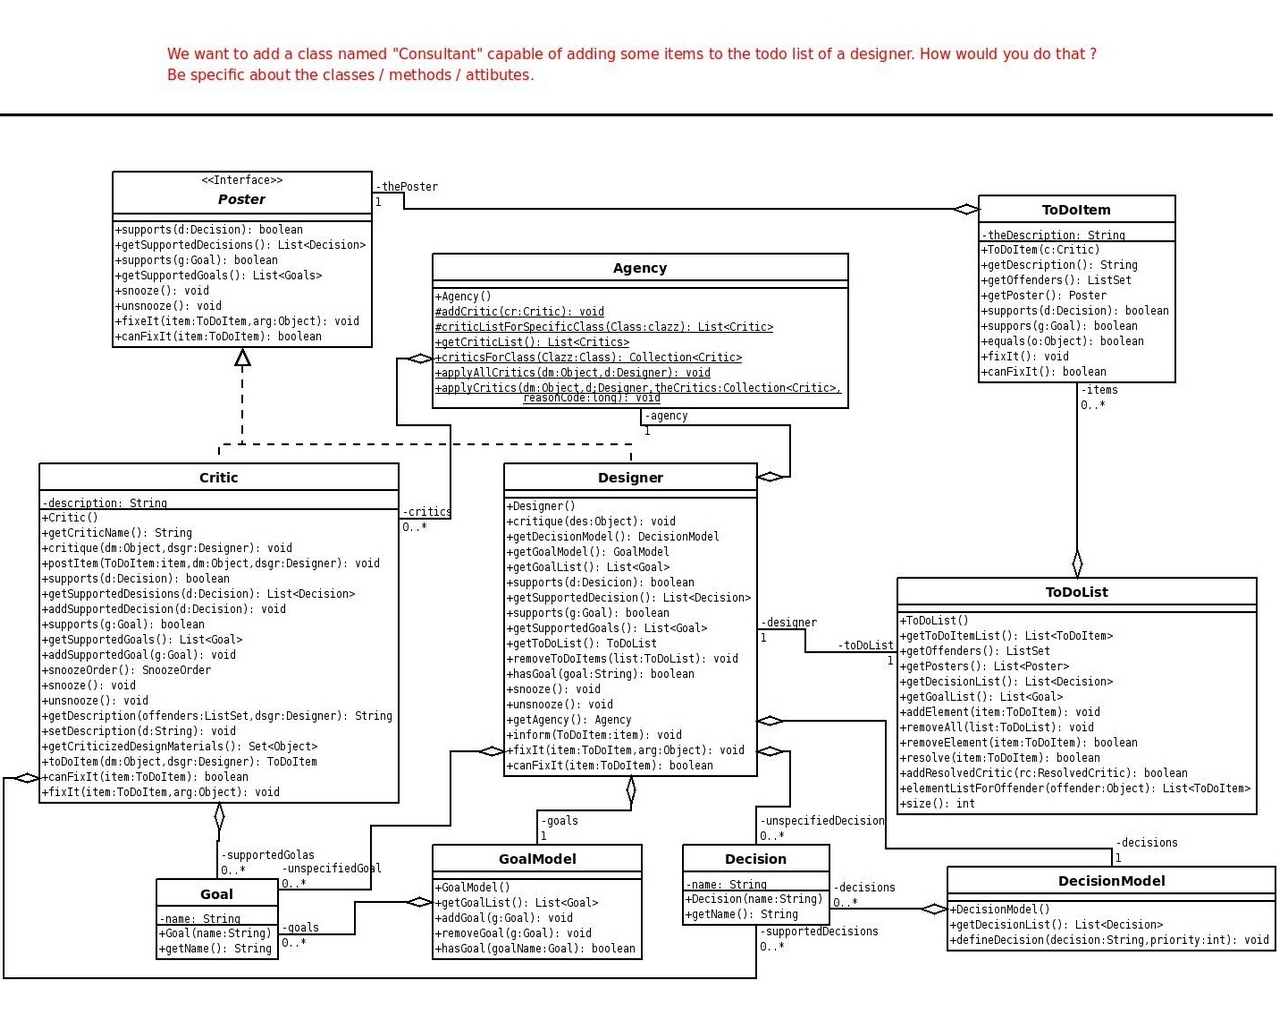 We want to add a class named "Consultant" capable of adding some items to the todo list of a designer. How would you do that ?
Be specific about the classes / methods / attibutes.
<<Interface>>
Poster
+supports(d:Decision): boolean
+getSupportedDecisions(): List<Decision>
+supports(g:Goal): boolean
+getSupportedGoals(): List<Goals>
+snooze(): void
+unsnooze(): void
+fixeIt(item:ToDoItem,arg:Object): void
+canFixIt(item:ToDoItem): boolean
-thePoster
1
ToDoItem
-theDescription: String
+ToDoItem(c:Critic)
+getDescription(): String
+getOffenders(): ListSet
+getPoster(): Poster
+supports(d:Decision): boolean
+suppors(g:Goal): boolean
+equals(o:Object): boolean
+fixIt(): void
+canFixIt(): boolean
-items
0..*
Agency
+Agency()
#addCritic(cr:Critic): void
#criticListForSpecificClass(Class:clazz): List<Critic>
+getCriticList(): List<Critics>
+criticsForClass(Clazz:Class): Collection<Critic>
+applyAllCritics(dm:Object,d:Designer): void
+applyCritics(dm:Object,d;Designer,theCritics:Collection<Critic>,
reasonCode:long): void
-agency
1
Critic
-description: String
+Critic()
+getCriticName(): String
+critique(dm:Object,dsgr:Designer): void
+postItem(ToDoItem:item,dm:Object,dsgr:Designer): void
+supports(d:Decision): boolean
+getSupportedDesisions(d:Decision): List<Decision>
+addSupportedDecision(d:Decision): void
+supports(g:Goal): boolean
+getSupportedGoals(): List<Goal>
+addSupportedGoal(g:Goal): void
+snoozeOrder(): SnoozeOrder
+snooze(): void
+unsnooze(): void
+getDescription(offenders:ListSet,dsgr:Designer): String
+setDescription(d:String): void
+getCriticizedDesignMaterials(): Set<Object>
+toDoItem(dm:Object,dsgr:Designer): ToDoItem
+canFixIt(item:ToDoItem): boolean
+fixIt(item:ToDoItem,arg:Object): void
-critics
0..*
Designer
+Designer()
+critique(des:Object): void
+getDecisionModel(): DecisionModel
+getGoalModel(): GoalModel
+getGoalList(): List<Goal>
+supports(d:Desicion): boolean
+getSupportedDecision(): List<Decision>
+supports(g:Goal): boolean
+getSupportedGoals(): List<Goal>
+getToDoList(): ToDoList
+removeToDoItems(list:ToDoList): void
+hasGoal(goal:String): boolean
+snooze(): void
+unsnooze(): void
+getAgency(): Agency
+inform(ToDoItem:item): void
+fixIt(item:ToDoItem,arg:Object): void
+canFixIt(item:ToDoItem): boolean
-designer
1
-toDoList
1
ToDoList
+ToDoList()
+getToDoItemList(): List<ToDoItem>
+getOffenders(): ListSet
+getPosters(): List<Poster>
+getDecisionList(): List<Decision>
+getGoalList(): List<Goal>
+addElement(item:ToDoItem): void
+removeAll(list:ToDoList): void
+removeElement(item:ToDoItem): boolean
+resolve(item:ToDoItem): boolean
+addResolvedCritic(rc:ResolvedCritic): boolean
+elementListForOffender(offender:Object): List<ToDoItem>
+size(): int
-supportedGolas
0..*
-unspecifiedGoal
0..*
-goals
1
-unspecifiedDecision
0..*
-decisions
1
Goal
-name: String
+Goal(name:String)
+getName(): String
-goals
0..*
GoalModel
+GoalModel()
+getGoalList(): List<Goal>
+addGoal(g:Goal): void
+removeGoal(g:Goal): void
+hasGoal(goalName:Goal): boolean
Decision
-name: String
+Decision(name:String)
+getName(): String
-decisions
0..*
-supportedDecisions
0..*
DecisionModel
+DecisionModel()
+getDecisionList(): List<Decision>
+defineDecision(decision:String,priority:int): void